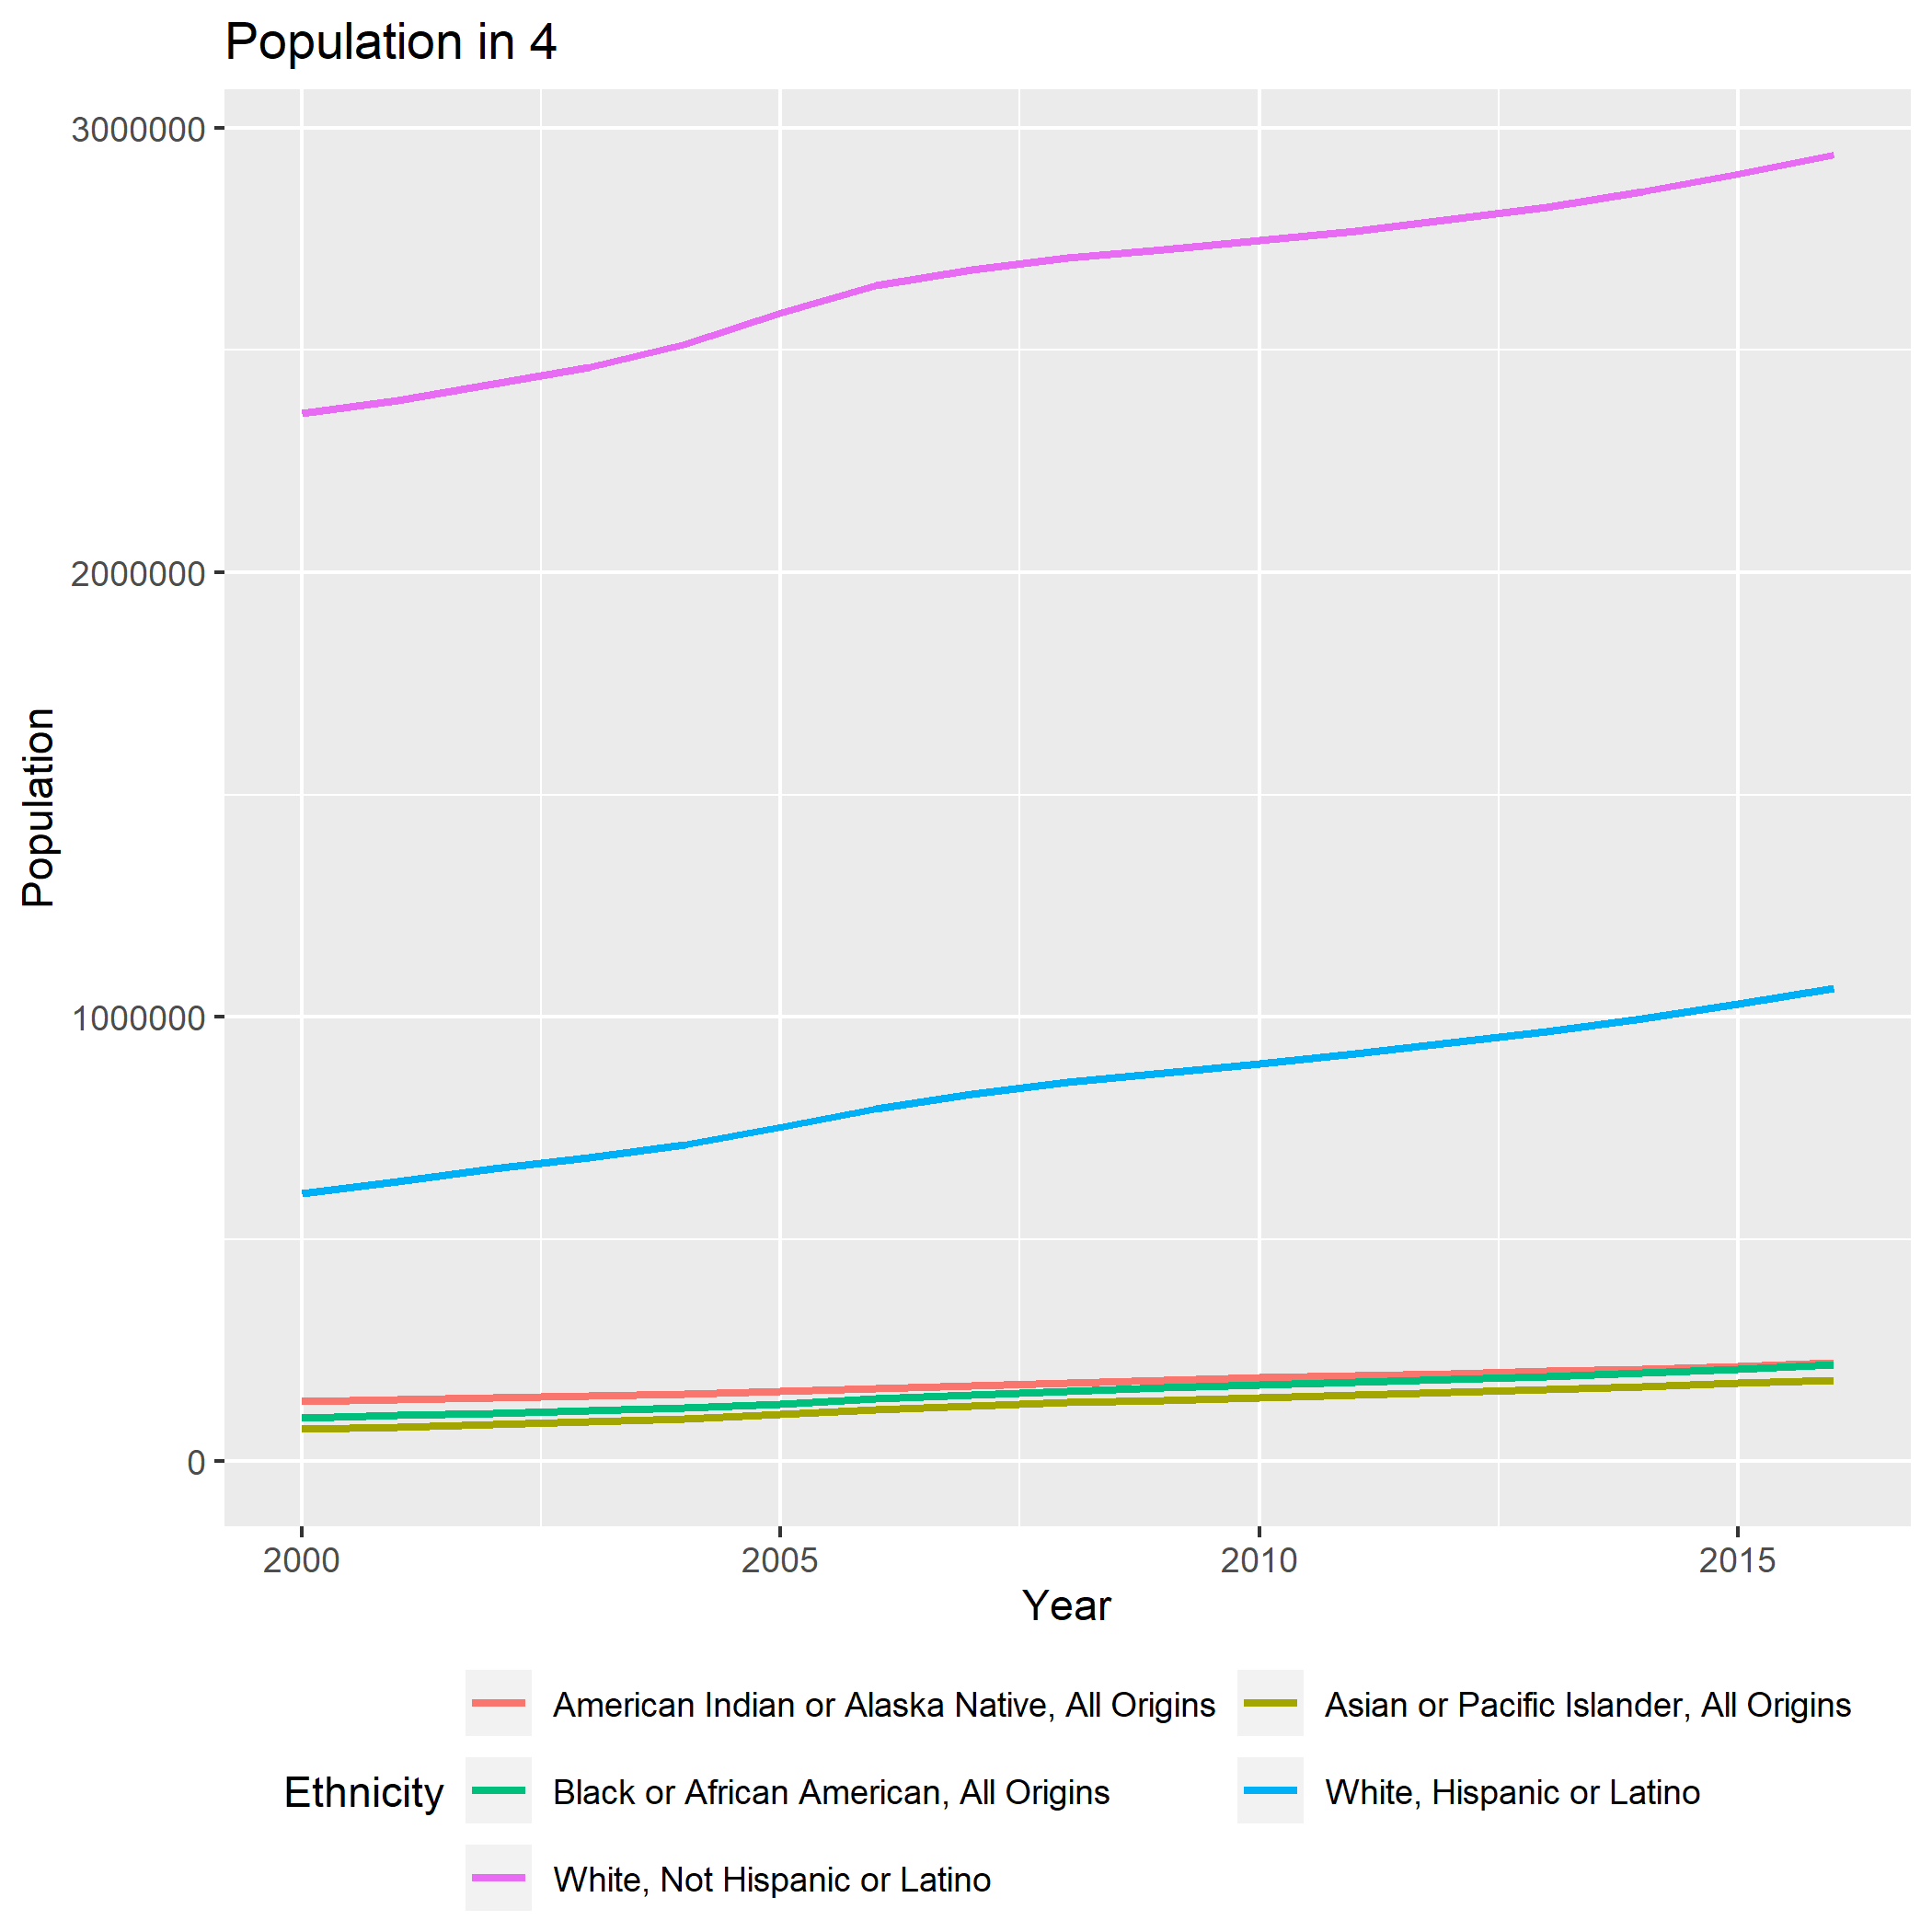 Population in 4
3000000
2000000
1000000
0
Population
2000 2005 2010 2015
Year
Ethnicity
American Indian or Alaska Native, All Origins
Asian or Pacific Islander, All Origins
Black or African American, All Origins
White, Hispanic or Latino
White, Not Hispanic or Latino